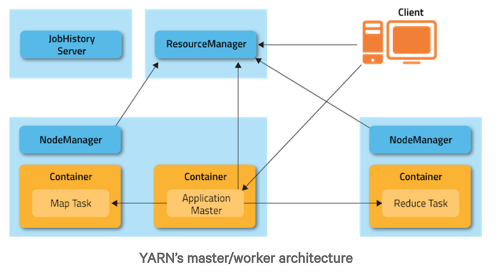 Client
JobHistory
Server
ResourceManager
NodeManager
NodeManager
Container
Container
Container
Map Task
Application
Master
Reduce Task
YARN's master/worker architecture